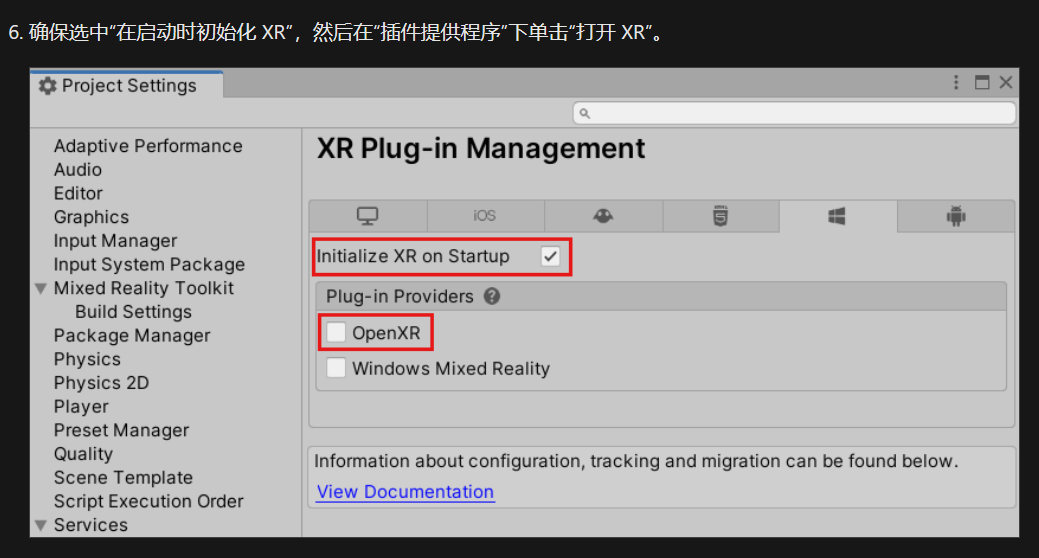 6. 确保选中“在启动时初始化 XR”，然后在“插件提供程序”下单击“打开 XR”。
Project Settings
XR Plug-in Management
Adaptive Performance
Audio
Editor
Graphics
Input Manager
Input System Package
Mixed Reality Toolkit
Build Settings
Package Manager
Physics
Physics 2D
Player
Preset Manager
Quality
Scene Template
Script Execution Order
Services
iOS
HTML 5
Initialize XR on Startup
Plug-in Providers ?
OpenXR
Windows Mixed Reality
Information about configuration, tracking and migration can be found below.
View Documentation